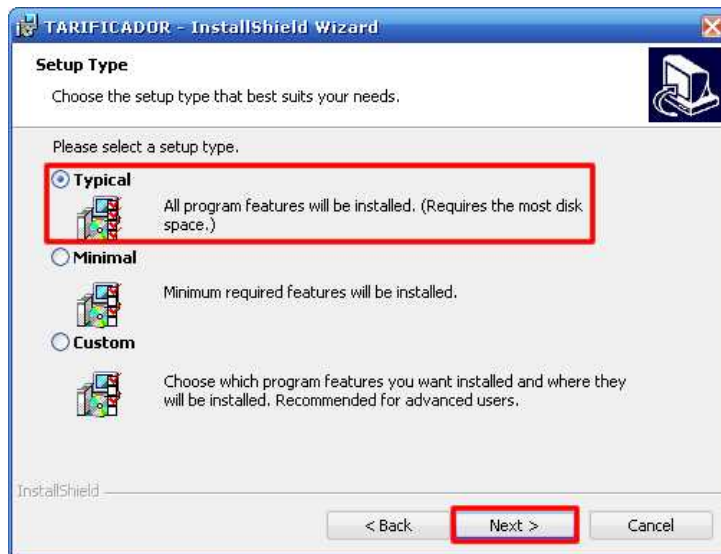 TARIFICADOR - InstallShield Wizard
Setup Type
Choose the setup type that best suits your needs.
Please select a setup type.
Typical
All program features will be installed. (Requires the most disk
space.)
Minimal
Minimum required features will be installed.
Custom
Choose which program features you want installed and where they
will be installed. Recommended for advanced users.
InstallShield
< Back
Next >
Cancel